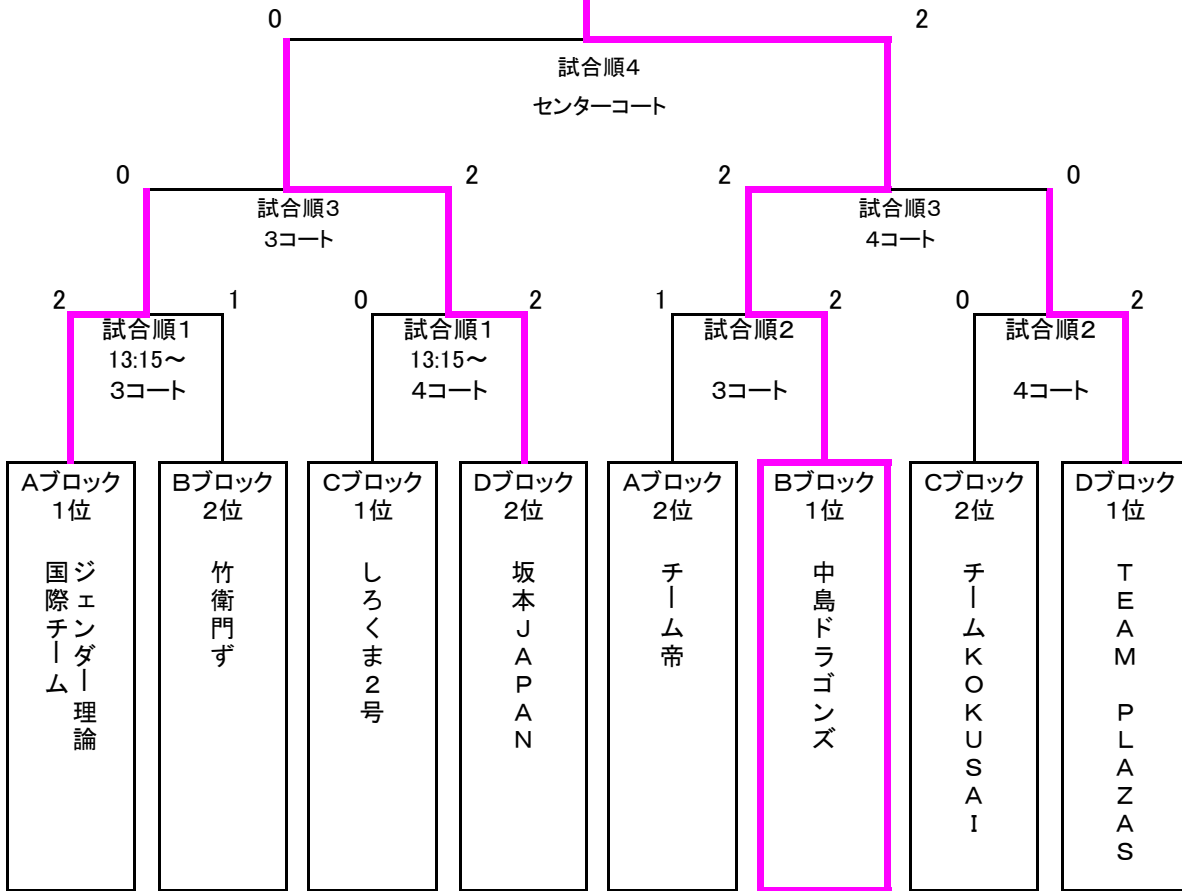 0
2
試合順4
センターコート
0
2
2
0
試合順3
3コート
試合順3
4コート
2
1
0
2
1
2
0
2
試合順1
13:15~
3コート
試合順1
13:15~
4コート
試合順2
3コート
試合順2
4コート
Aブロック
1位
ジェンダー理論
国際チーム
Bブロック
2位
竹衛門ず
Cブロック
1位
しろくま2号
Dブロック
2位
坂本JAPAN
Aブロック
2位
チーム帝
Bブロック
1位
中島ドラゴンズ
Cブロック
2位
チームKOKUSAI
Dブロック
1位
TEAM PLAZAS